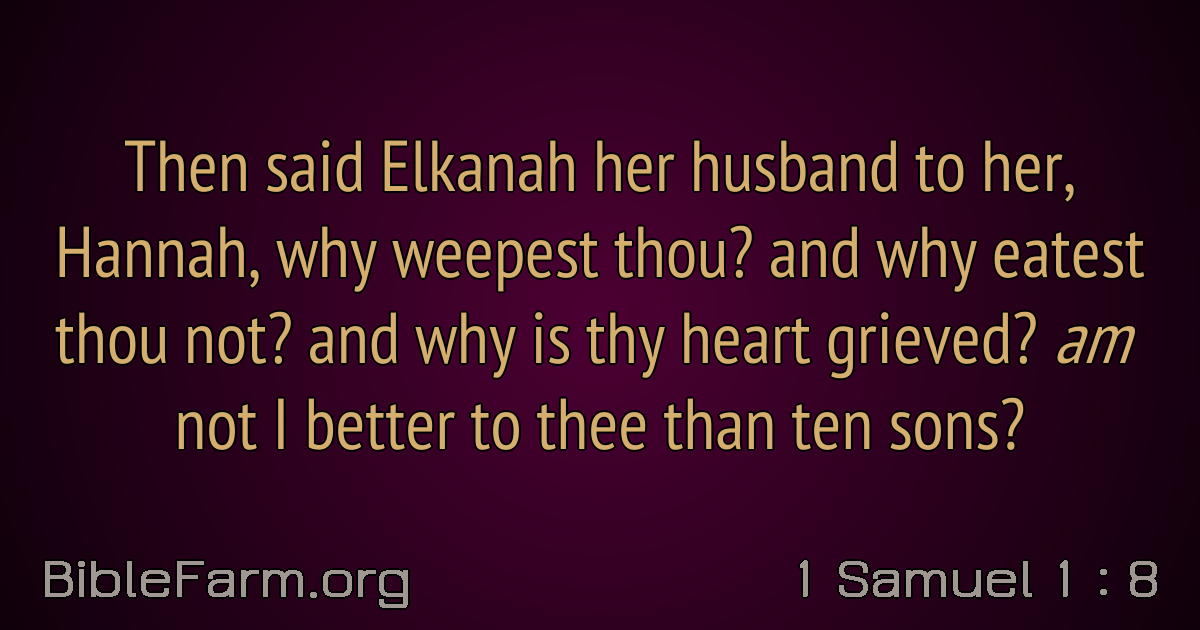 Then said Elkanah her husband to her,
Hannah, why weepest thou? and why eatest
thou not? and why is thy heart grieved? am
not I better to thee than ten sons?
BibleFarm.org
1 Samuel 1 : 8